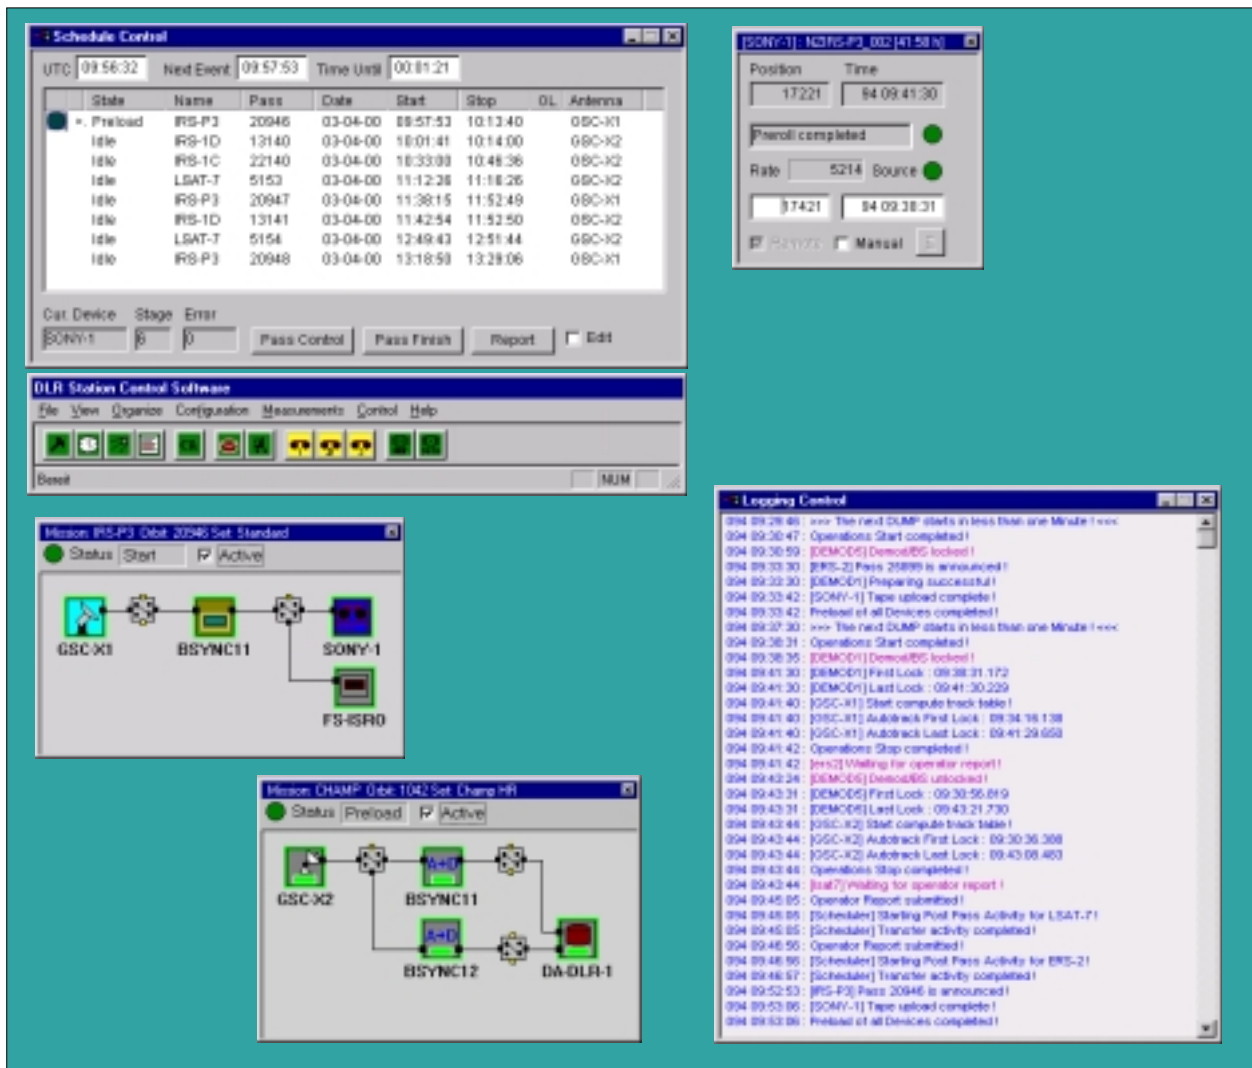 Schedule Control
UTC 09:56:32 Next Event 09:57:53 Time Until 00:01:21
State Name Pass Date Start Stop OL Antenna
Preload IRS-P3 20946 03-04-00 09:57:53 10:13:40 GSC-X1
Idle IRS-1D 13140 03-04-00 10:01:41 10:14:00 GSC-X2
Idle IRS-1C 22140 03-04-00 10:33:00 10:46:36 GSC-X2
Idle LSAT-7 5153 03-04-00 11:12:26 11:18:26 GSC-X2
Idle IRS-P3 20947 03-04-00 11:38:15 11:52:49 GSC-X1
Idle IRS-1D 13141 03-04-00 11:42:54 11:52:50 GSC-X2
Idle LSAT-7 5154 03-04-00 12:49:43 12:51:44 GSC-X2
Idle IRS-P3 20948 03-04-00 13:18:50 13:29:06 GSC-X1
Cur. Device Stage Error
SONY-1 6 0 Pass Control Pass Finish Report Edit
[SONY-1] : NZIRS-P3_002 [41:58 h]
Position Time
17221 94 09:41:30
Preroll completed
Rate 5214 Source
17421 94 09:38:31
Remote Manual
DLR Station Control Software
File View Organize Configuration Measurements Control Help
Bereit NUM
Mission: IRS-P3 Orbit: 20946 Set: Standard
Status Start Active
GSC-X1 BSYNC11 SONY-1
FS-ISRO
Mission: CHAMP Orbit: 1042 Set: Champ HR
Status Preload Active
A+D
GSC-X2 BSYNC11
A+D
BSYNC12 DA-DLR-1
Logging Control
094 09:29:46 : >>> The next DUMP starts in less than one Minute ! <<<
094 09:30:47 : Operations Start completed !
094 09:30:59 : [DEMOD5] Demod/BS locked !
094 09:33:30 : [ERS-2] Pass 25899 is announced !
094 09:33:30 : [DEMOD1] Preparing successful !
094 09:33:42 : [SONY-1] Tape upload complete !
094 09:33:42 : Preload of all Devices completed !
094 09:37:30 : >>> The next DUMP starts in less than one Minute ! <<<
094 09:38:31 : Operations Start completed !
094 09:38:35 : [DEMOD1] Demod/BS locked !
094 09:41:30 : [DEMOD1] First Lock : 09:38:31.172
094 09:41:30 : [DEMOD1] Last Lock : 09:41:30.229
094 09:41:40 : [GSC-X1] Start compute track table !
094 09:41:40 : [GSC-X1] Autotrack First Lock : 09:34:16.138
094 09:41:40 : [GSC-X1] Autotrack Last Lock : 09:41:29.650
094 09:41:42 : Operations Stop completed !
094 09:41:42 : [ers2] Waiting for operator report !
094 09:43:24 : [DEMOD5] Demod/BS unlocked !
094 09:43:31 : [DEMOD5] First Lock : 09:30:56.819
094 09:43:31 : [DEMOD5] Last Lock : 09:43:21.730
094 09:43:44 : [GSC-X2] Start compute track table !
094 09:43:44 : [GSC-X2] Autotrack First Lock : 09:30:36.388
094 09:43:44 : [GSC-X2] Autotrack Last Lock : 09:43:08.483
094 09:43:44 : Operations Stop completed !
094 09:43:44 : [lsat7] Waiting for operator report !
094 09:45:05 : Operator Report submitted !
094 09:45:05 : [Scheduler] Starting Post Pass Activity for LSAT-7 !
094 09:45:05 : [Scheduler] Transfer activity completed !
094 09:46:56 : Operator Report submitted !
094 09:46:56 : [Scheduler] Starting Post Pass Activity for ERS-2 !
094 09:46:57 : [Scheduler] Transfer activity completed !
094 09:52:53 : [IRS-P3] Pass 20946 is announced !
094 09:53:06 : [SONY-1] Tape upload complete !
094 09:53:06 : Preload of all Devices completed !